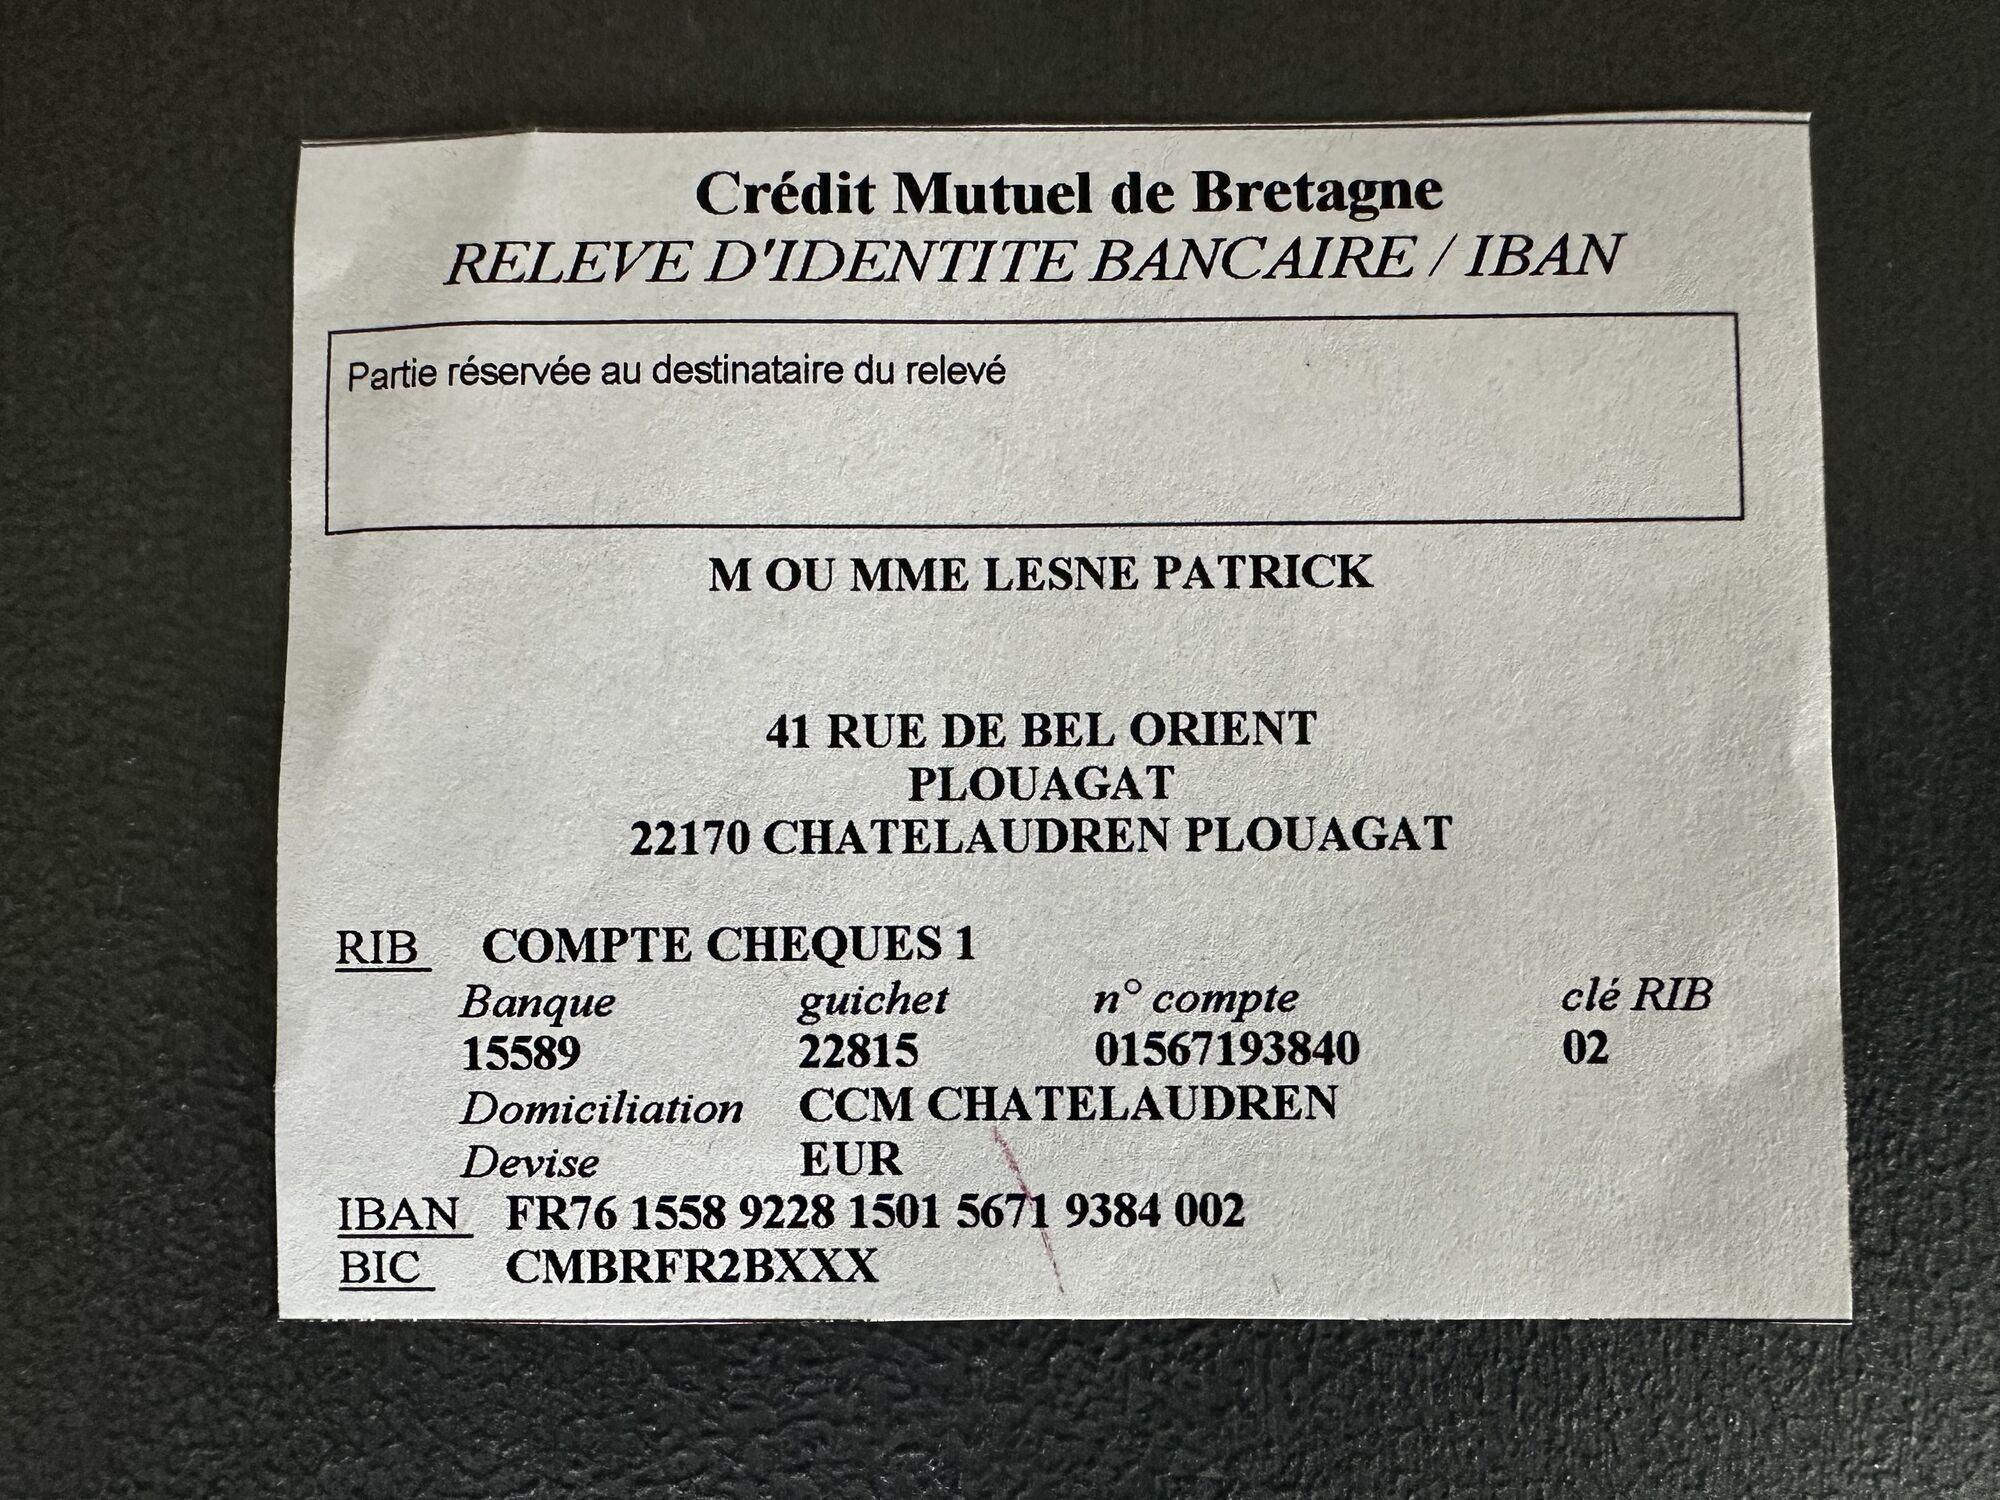 Crédit Mutuel de Bretagne
RELEVE D'IDENTITE BANCAIRE / IBAN
Partie réservée au destinataire du relevé
M OU MME LESNE PATRICK
41 RUE DE BEL ORIENT
PLOUAGAT
22170 CHATELAUDREN PLOUAGAT
RIB COMPTE CHEQUES 1
Banque guichet n° compte clé RIB
15589 22815 01567193840 02
Domiciliation CCM CHATELAUDREN
Devise EUR
IBAN FR76 1558 9228 1501 5671 9384 002
BIC CMBRFR2BXXX